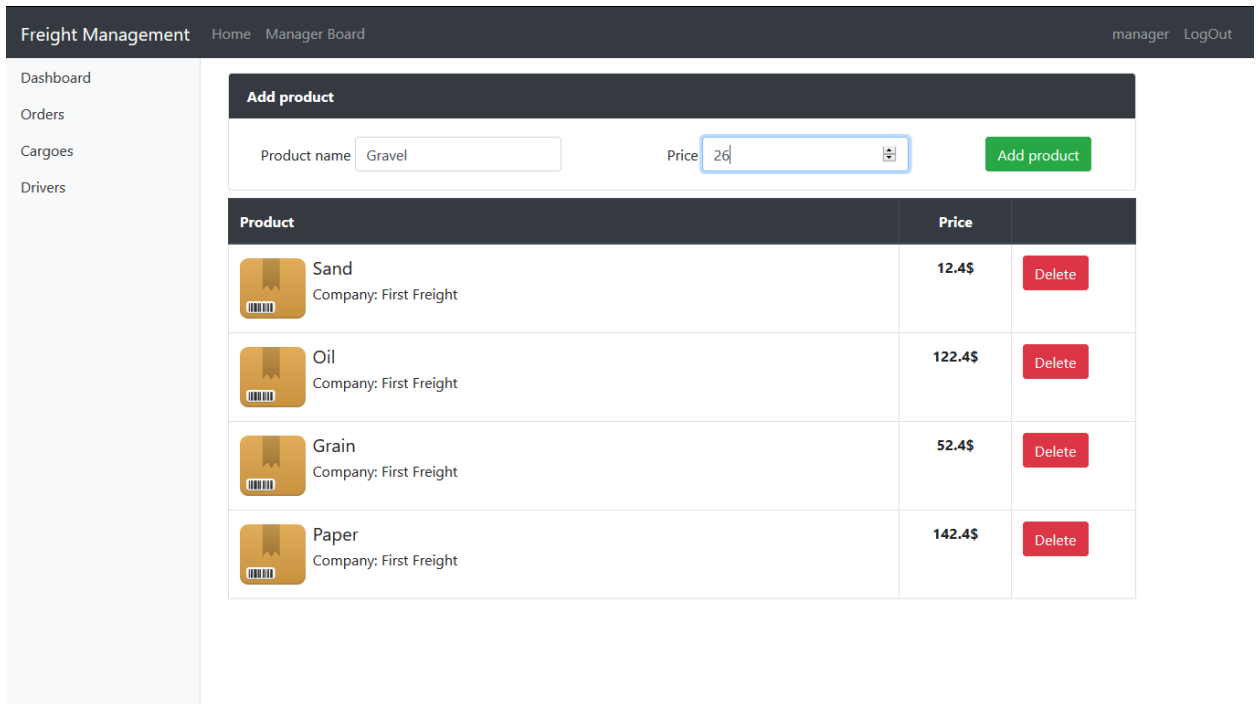 Freight Management Home Manager Board manager LogOut
Dashboard
Orders
Cargoes
Drivers
Add product
Product name Gravel Price 26 Add product
Product Price
Sand 12.4$ Delete
Company: First Freight
Oil 122.4$ Delete
Company: First Freight
Grain 52.4$ Delete
Company: First Freight
Paper 142.4$ Delete
Company: First Freight